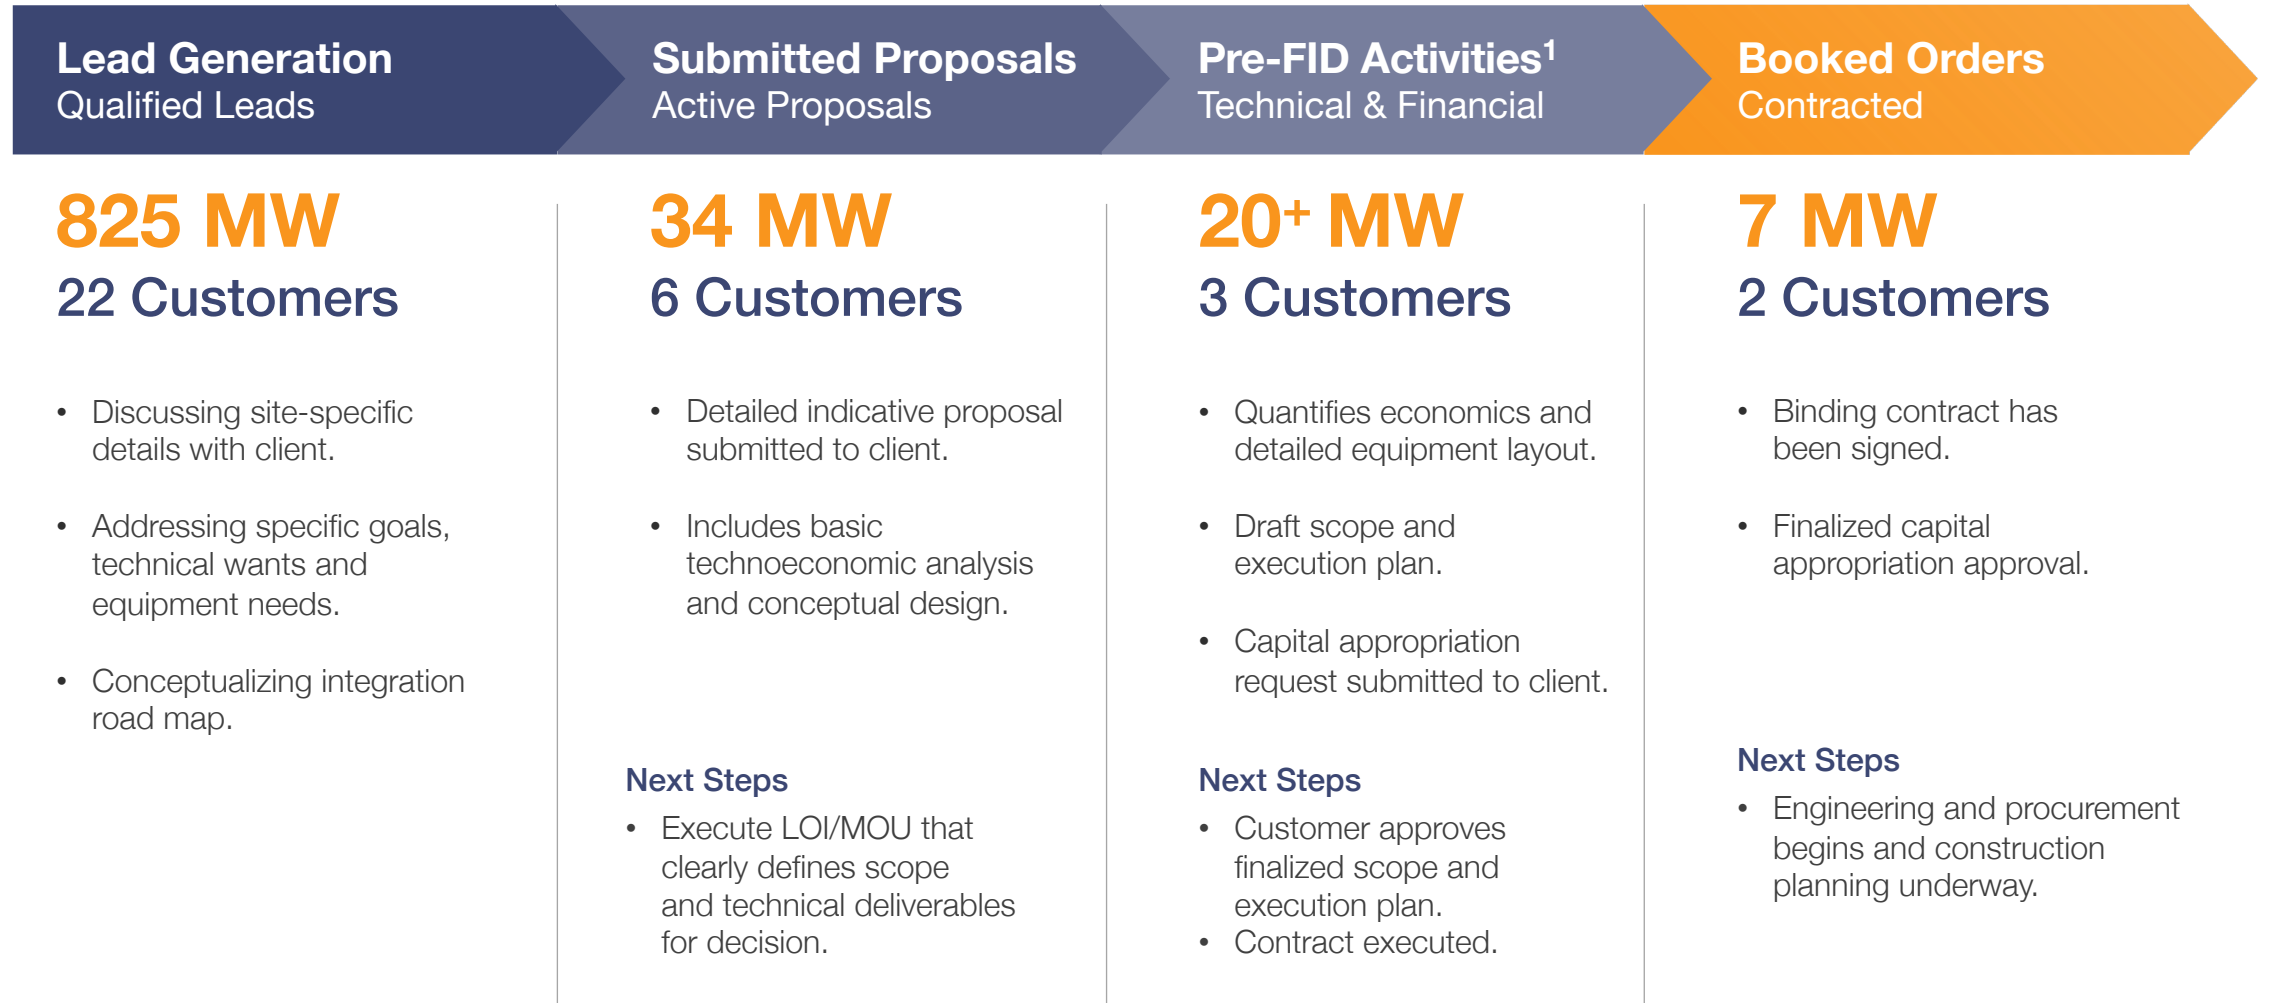 Lead Generation
Qualified Leads
825 MW
22 Customers
• Discussing site-specific
details with client.
• Addressing specific goals,
technical wants and
equipment needs.
• Conceptualizing integration
road map.
Submitted Proposals
Active Proposals
34 MW
6 Customers
• Detailed indicative proposal
submitted to client.
• Includes basic
technoeconomic analysis
and conceptual design.
Next Steps
• Execute LOI/MOU that
clearly defines scope
and technical deliverables
for decision.
Pre-FID Activities¹
Technical & Financial
20⁺ MW
3 Customers
• Quantifies economics and
detailed equipment layout.
• Draft scope and
execution plan.
• Capital appropriation
request submitted to client.
Next Steps
• Customer approves
finalized scope and
execution plan.
• Contract executed.
Booked Orders
Contracted
7 MW
2 Customers
• Binding contract has
been signed.
• Finalized capital
appropriation approval.
Next Steps
• Engineering and procurement
begins and construction
planning underway.